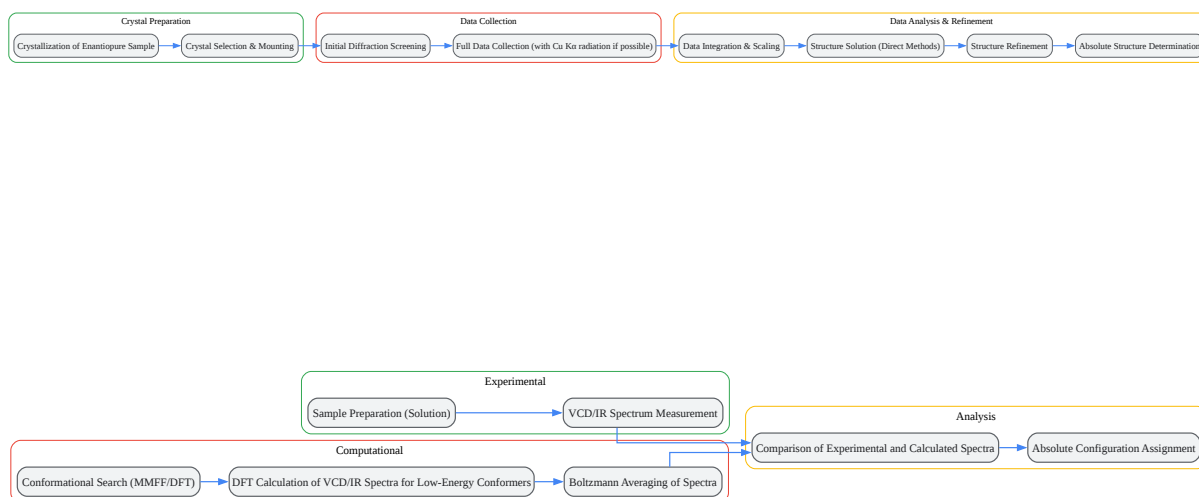 Crystal Preparation
Crystallization of Enantiopure Sample
Crystal Selection & Mounting
Data Collection
Initial Diffraction Screening
Full Data Collection (with Cu Kα radiation if possible)
Data Analysis & Refinement
Data Integration & Scaling
Structure Solution (Direct Methods)
Structure Refinement
Absolute Structure Determination
Experimental
Sample Preparation (Solution)
VCD/IR Spectrum Measurement
Computational
Conformational Search (MMFF/DFT)
DFT Calculation of VCD/IR Spectra for Low-Energy Conformers
Boltzmann Averaging of Spectra
Analysis
Comparison of Experimental and Calculated Spectra
Absolute Configuration Assignment